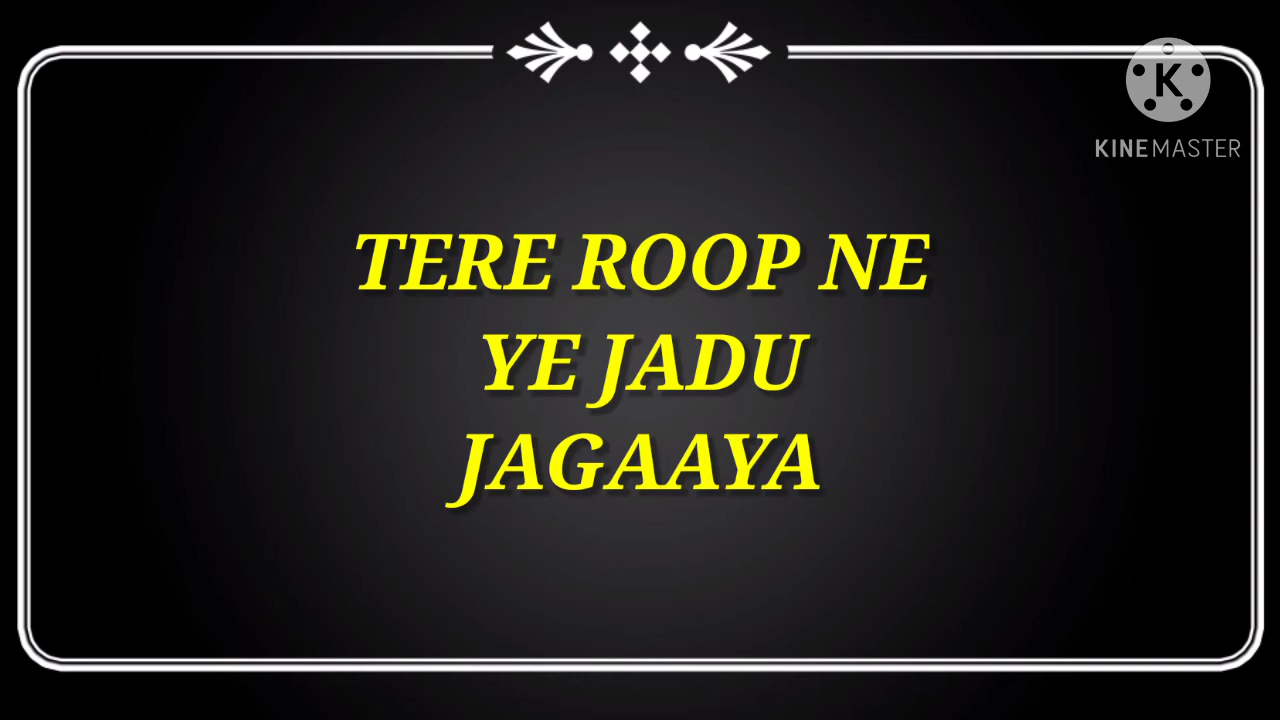 K
KINEMASTER
TERE ROOP NE
YE JADU
JAGAAYA